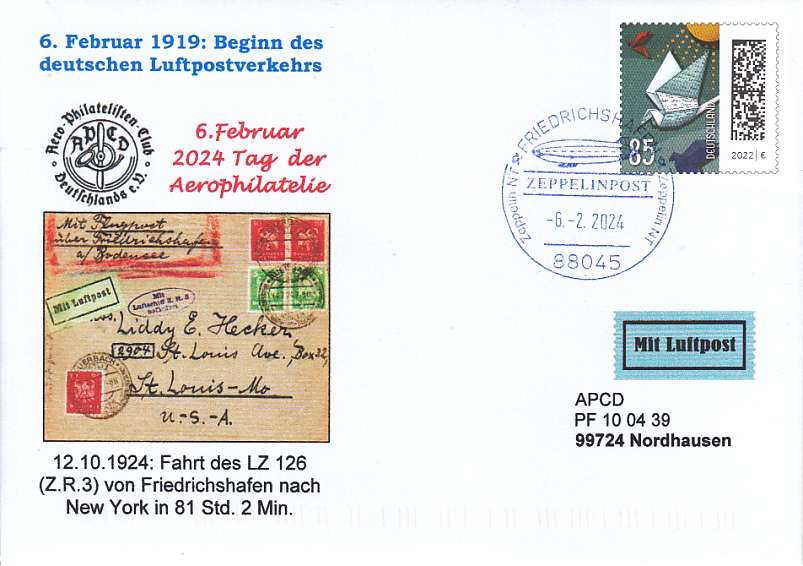 6. Februar 1919: Beginn des
deutschen Luftpostverkehrs
Aero-Philatelisten-Club
APCD
Deutschlands e.V.
6.Februar
2024 Tag der
Aerophilatelie
Mit Flugpost
über Friedrichshafen
a/Bodensee
Mit Luftpost
Mit
Luftschiff Z.R.3
befördert
Liddy E. Hecker
2904 St. Louis Ave., Box 22,
St. Louis-Mo
U.-S.-A.
12.10.1924: Fahrt des LZ 126
(Z.R.3) von Friedrichshafen nach
New York in 81 Std. 2 Min.
85
DEUTSCHLAND
2022 | €
FRIEDRICHSHAFEN
Zeppelin NT
Zeppelin NT
ZEPPELINPOST
-6.-2.2024
88045
Mit Luftpost
APCD
PF 10 04 39
99724 Nordhausen